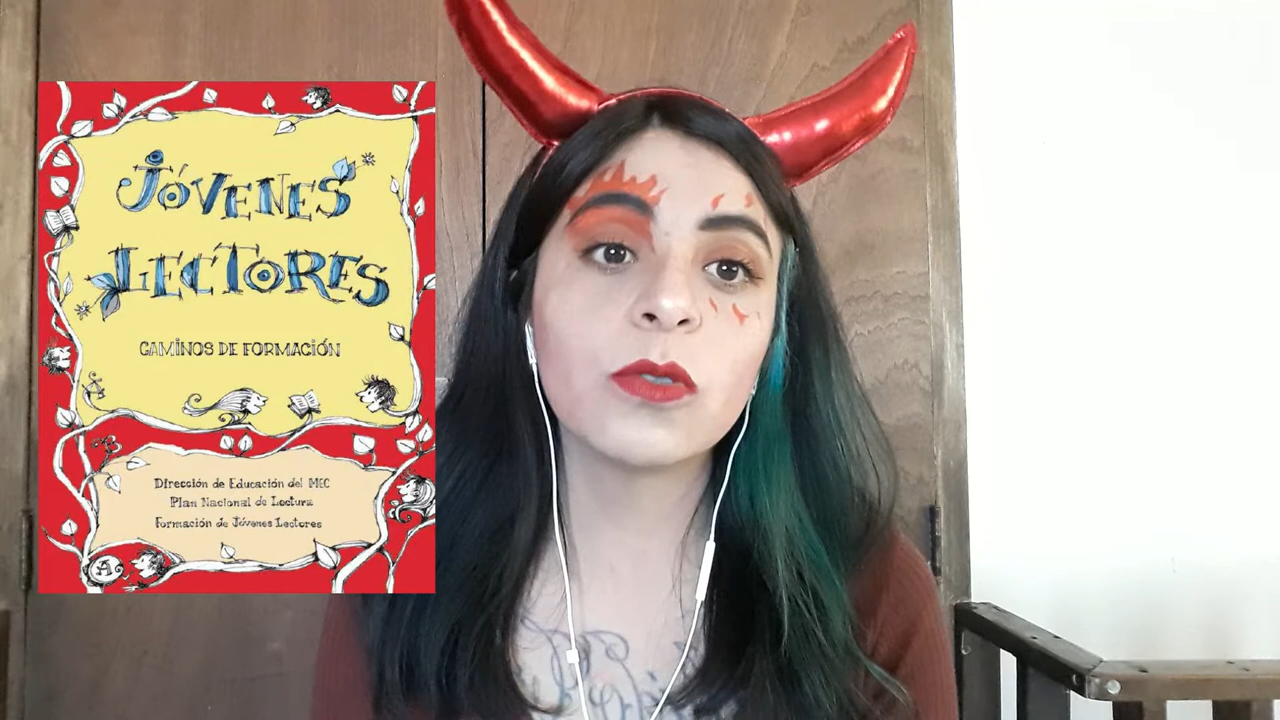 JÓVENES
LECTORES
CAMINOS DE FORMACIÓN
Dirección de Educación del MEC
Plan Nacional de Lectura
Formación de Jóvenes Lectores